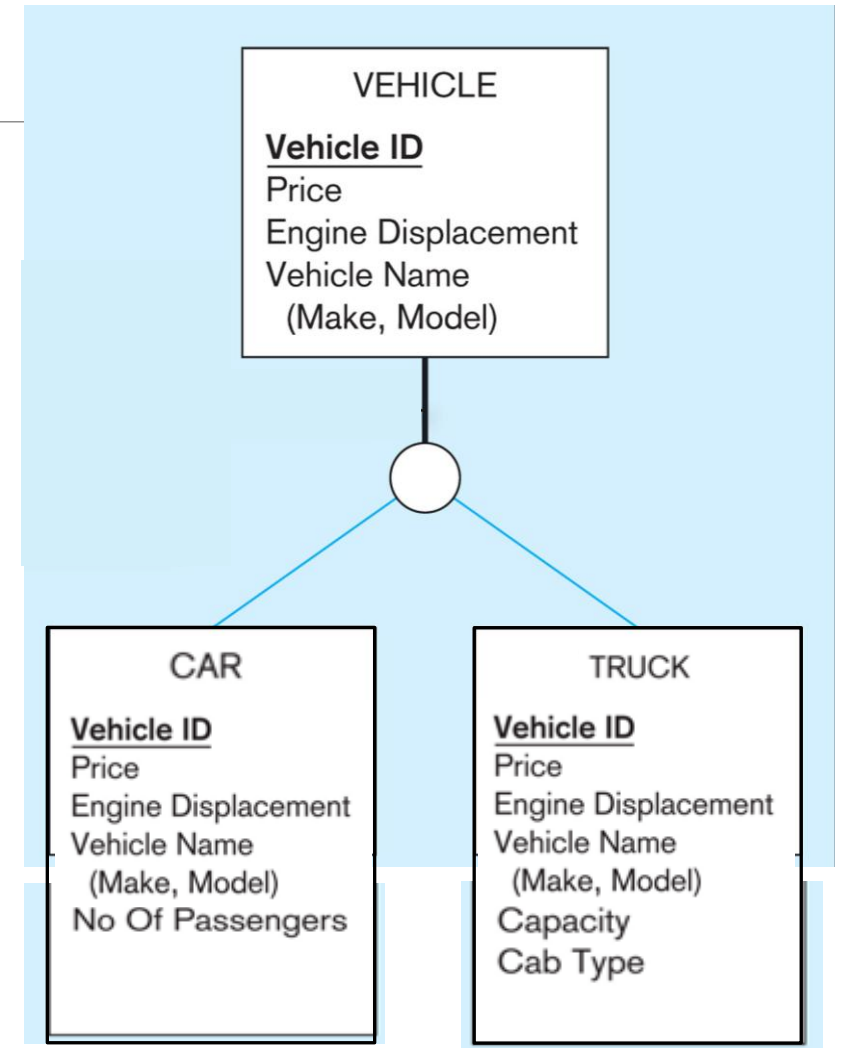 VEHICLE
Vehicle ID
Price
Engine Displacement
Vehicle Name
(Make, Model)
CAR
Vehicle ID
Price
Engine Displacement
Vehicle Name
(Make, Model)
No Of Passengers
TRUCK
Vehicle ID
Price
Engine Displacement
Vehicle Name
(Make, Model)
Capacity
Cab Type